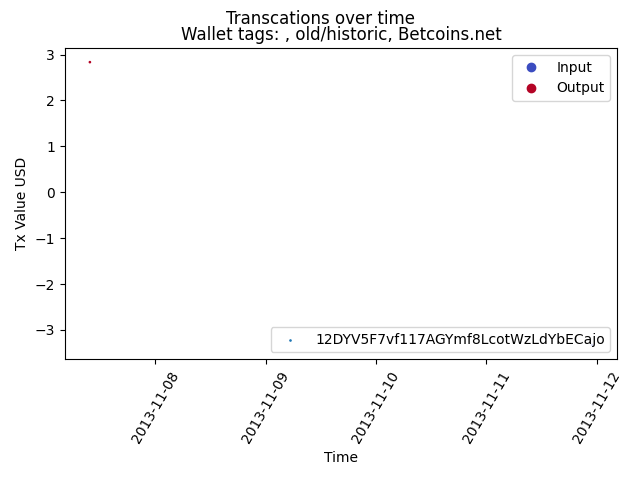 Transcations over time
Wallet tags: , old/historic, Betcoins.net
Input
Output
3
2
1
0
−1
−2
−3
Tx Value USD
12DYV5F7vf117AGYmf8LcotWzLdYbECajo
2013-11-08
2013-11-09
2013-11-10
2013-11-11
2013-11-12
Time